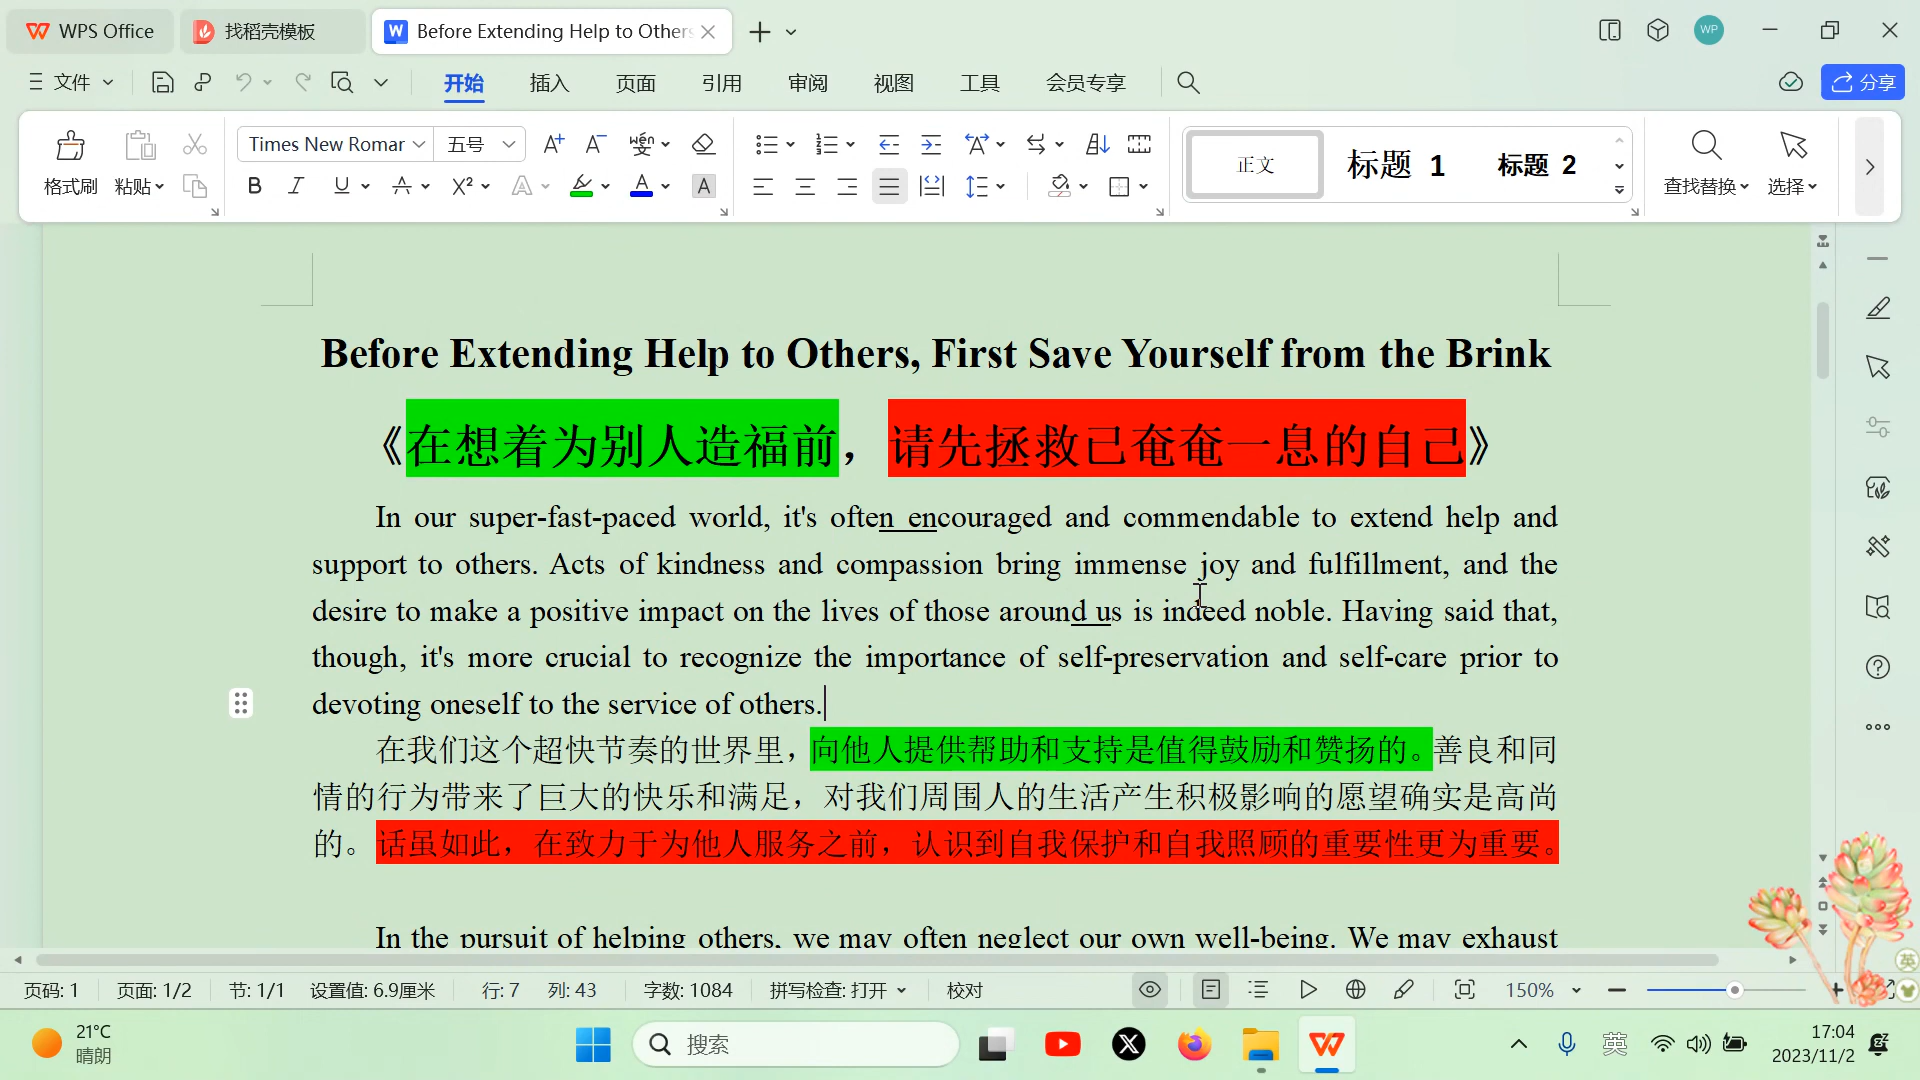 WPS Office
找稻壳模板
Before Extending Help to Others
WP
文件
开始
插入
页面
引用
审阅
视图
工具
会员专享
分享
格式刷
粘贴
Times New Romar
五号
正文
标题 1
标题 2
查找替换
选择
Before Extending Help to Others, First Save Yourself from the Brink
《在想着为别人造福前，请先拯救已奄奄一息的自己》
In our super-fast-paced world, it's often encouraged and commendable to extend help and
support to others. Acts of kindness and compassion bring immense joy and fulfillment, and the
desire to make a positive impact on the lives of those around us is indeed noble. Having said that,
though, it's more crucial to recognize the importance of self-preservation and self-care prior to
devoting oneself to the service of others.
在我们这个超快节奏的世界里，向他人提供帮助和支持是值得鼓励和赞扬的。善良和同
情的行为带来了巨大的快乐和满足，对我们周围人的生活产生积极影响的愿望确实是高尚
的。话虽如此，在致力于为他人服务之前，认识到自我保护和自我照顾的重要性更为重要。
In the pursuit of helping others, we may often neglect our own well-being. We may exhaust
英
页码: 1
页面: 1/2
节: 1/1
设置值: 6.9厘米
行: 7
列: 43
字数: 1084
拼写检查: 打开
校对
150%
21°C
晴朗
搜索
英
17:04
2023/11/2